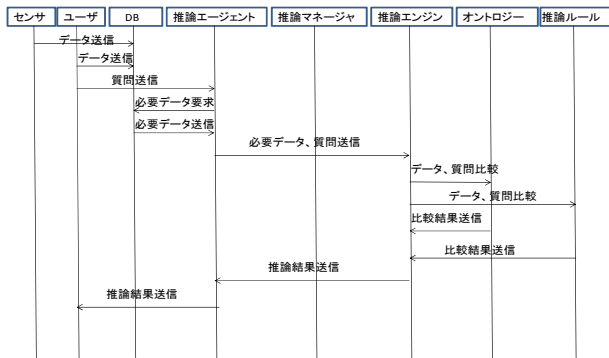 センサ
ユーザ
DB
推論エージェント
推論マネージャ
推論エンジン
オントロジー
推論ルール
データ送信
データ送信
質問送信
必要データ要求
必要データ送信
必要データ、質問送信
データ、質問比較
データ、質問比較
比較結果送信
比較結果送信
推論結果送信
推論結果送信